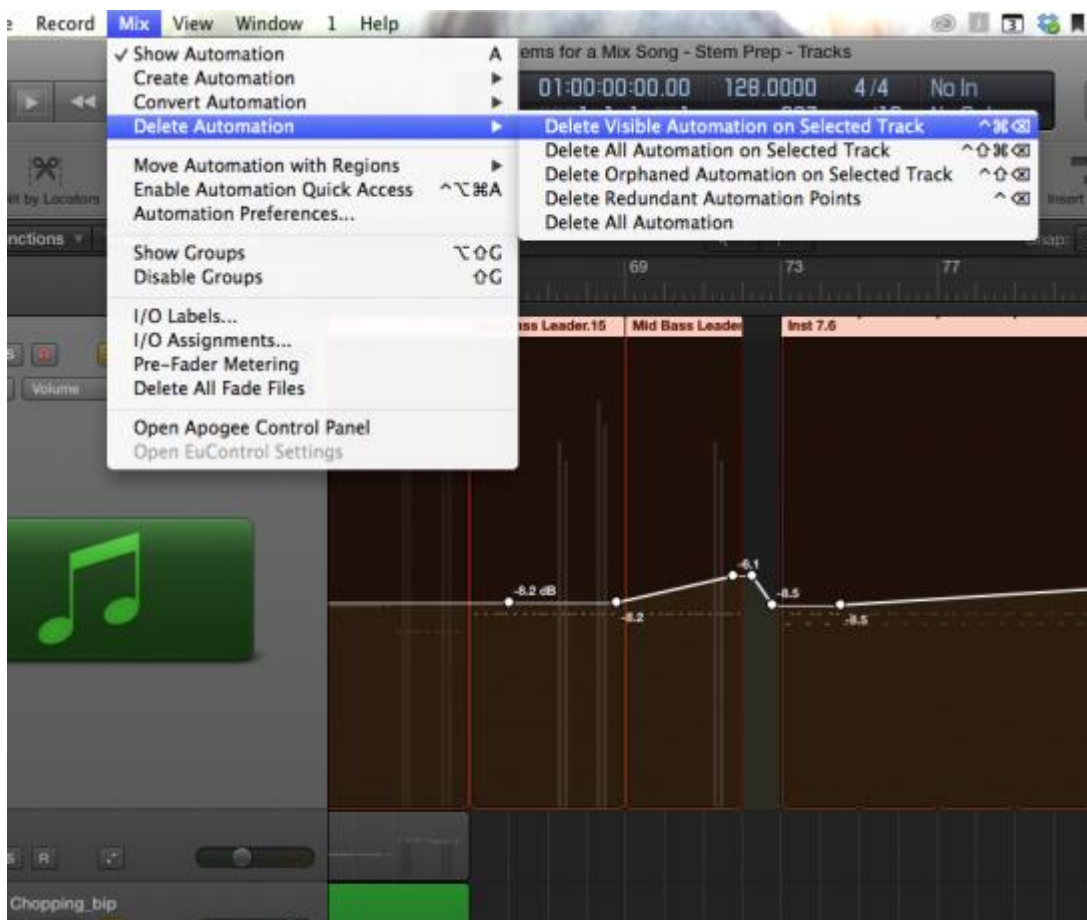 Record Mix View Window 1 Help
3
✓ Show Automation A
ems for a Mix Song - Stem Prep - Tracks
Create Automation
01:00:00:00.00 128.0000 4/4 No In
Convert Automation
Delete Automation
Delete Visible Automation on Selected Track ^⌘⌫
Delete All Automation on Selected Track ^⇧⌘⌫
Delete Orphaned Automation on Selected Track ^⇧⌫
Delete Redundant Automation Points ^⌫
Delete All Automation
Move Automation with Regions
Enable Automation Quick Access ^⌥⌘A
Automation Preferences...
by Locators
Insert
nctions
Show Groups ⌥⇧G
Disable Groups ⇧G
69 73 77
I/O Labels...
I/O Assignments...
Pre-Fader Metering
Delete All Fade Files
ass Leader.15 Mid Bass Leader Inst 7.6
S R
Volume
Open Apogee Control Panel
Open EuControl Settings
-6.1
-8.2 dB
-8.5
-8.2
-8.5
S R
Chopping_bip